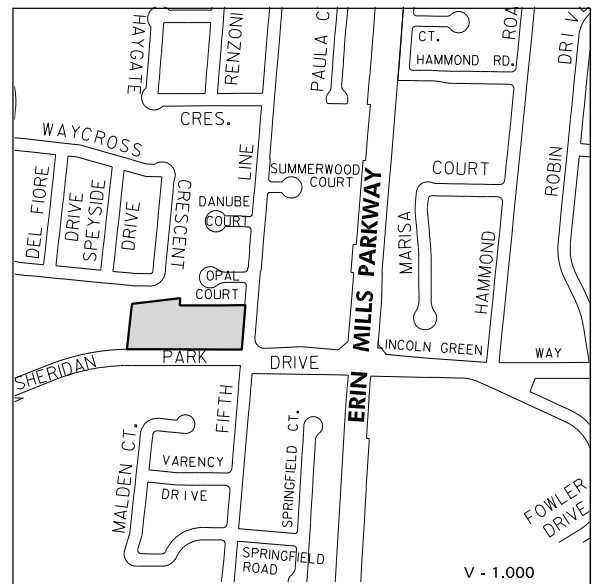 HAYGATE
RENZONI
PAULA C
CT.
ROA
HAMMOND RD.
DRIV
CRES.
WAYCROSS
LINE
SUMMERWOOD
COURT
COURT
ROBIN
DEL FIORE
DRIVE
SPEYSIDE
DRIVE
CRESCENT
DANUBE
COURT
MARISA
HAMMOND
OPAL
COURT
ERIN MILLS PARKWAY
INCOLN GREEN
WAY
SHERIDAN
PARK
DRIVE
FIFTH
MALDEN CT.
VARENCY
DRIVE
SPRINGFIELD CT.
SPRINGFIELD
ROAD
FOWLER
DRIVE
V - 1.000